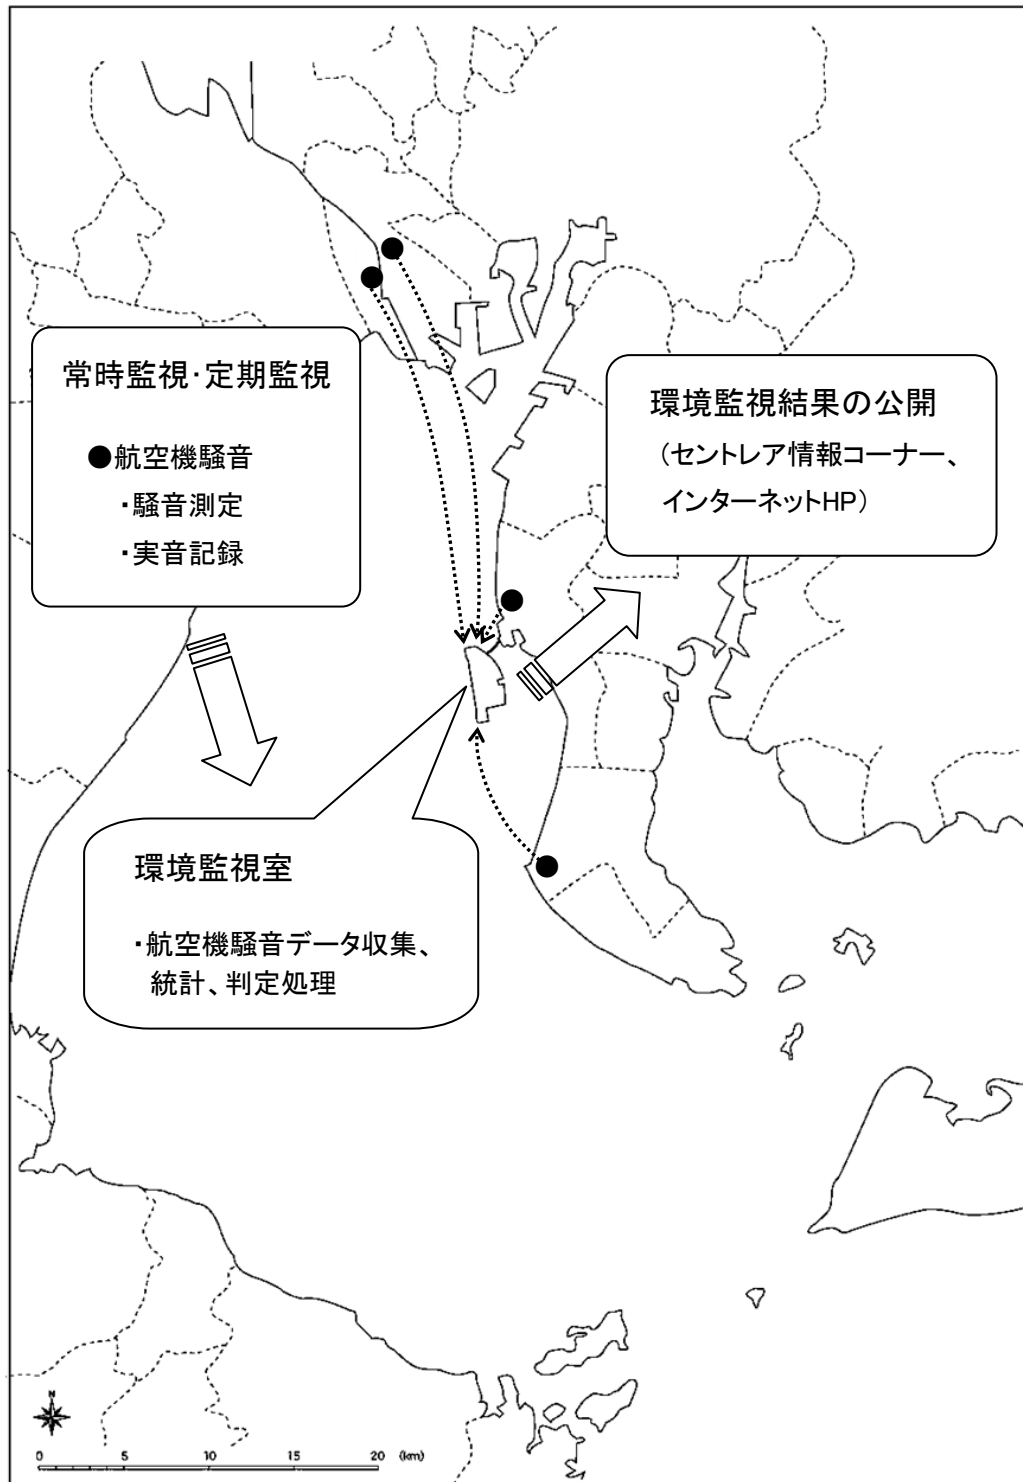 常時監視・定期監視
●航空機騒音
・騒音測定
・実音記録
環境監視結果の公開
（セントレア情報コーナー、
インターネットHP）
環境監視室
・航空機騒音データ収集、
統計、判定処理
N
0 5 10 15 20 (km)